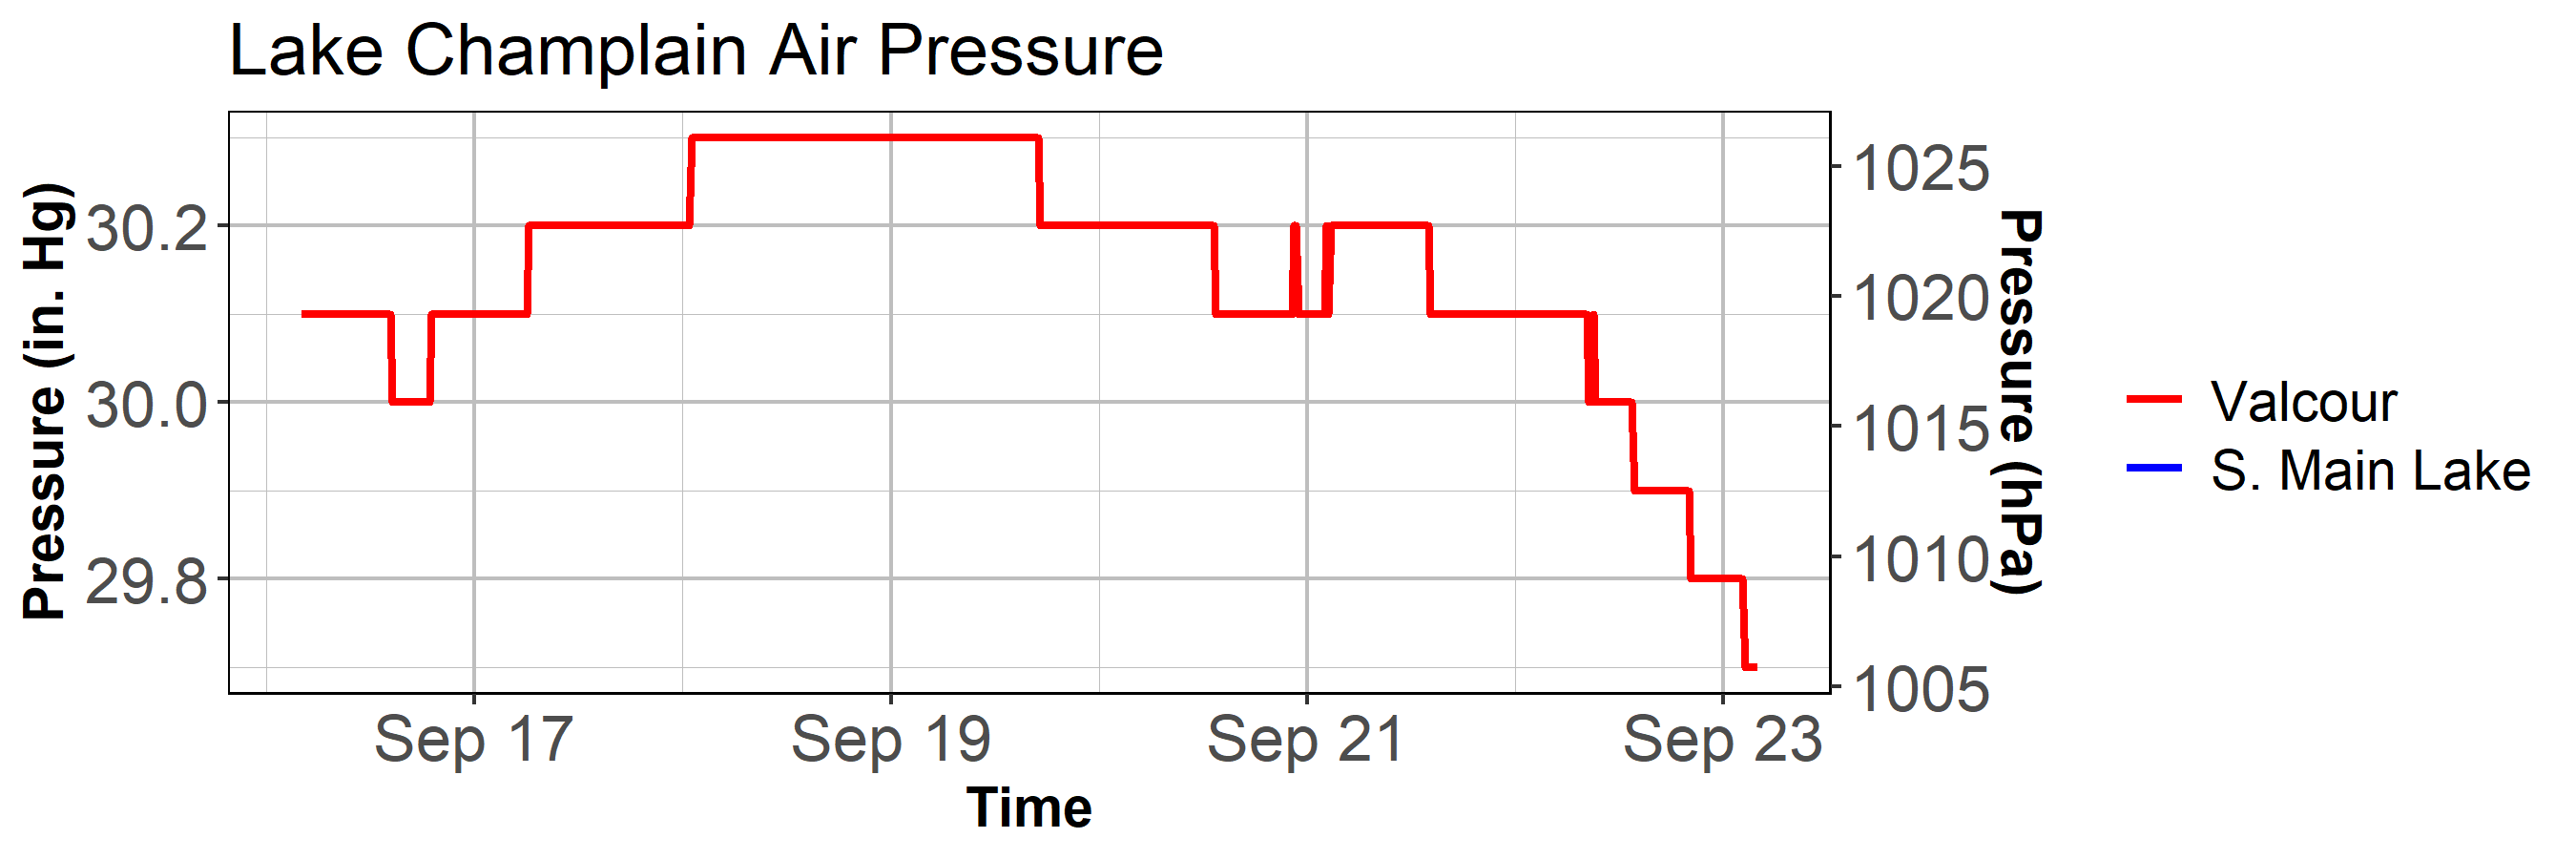 Lake Champlain Air Pressure
Pressure (in. Hg)
30.2
30.0
29.8
1025
1020
1015
1010
1005
Pressure (hPa)
Sep 17
Sep 19
Sep 21
Sep 23
Time
Valcour
S. Main Lake